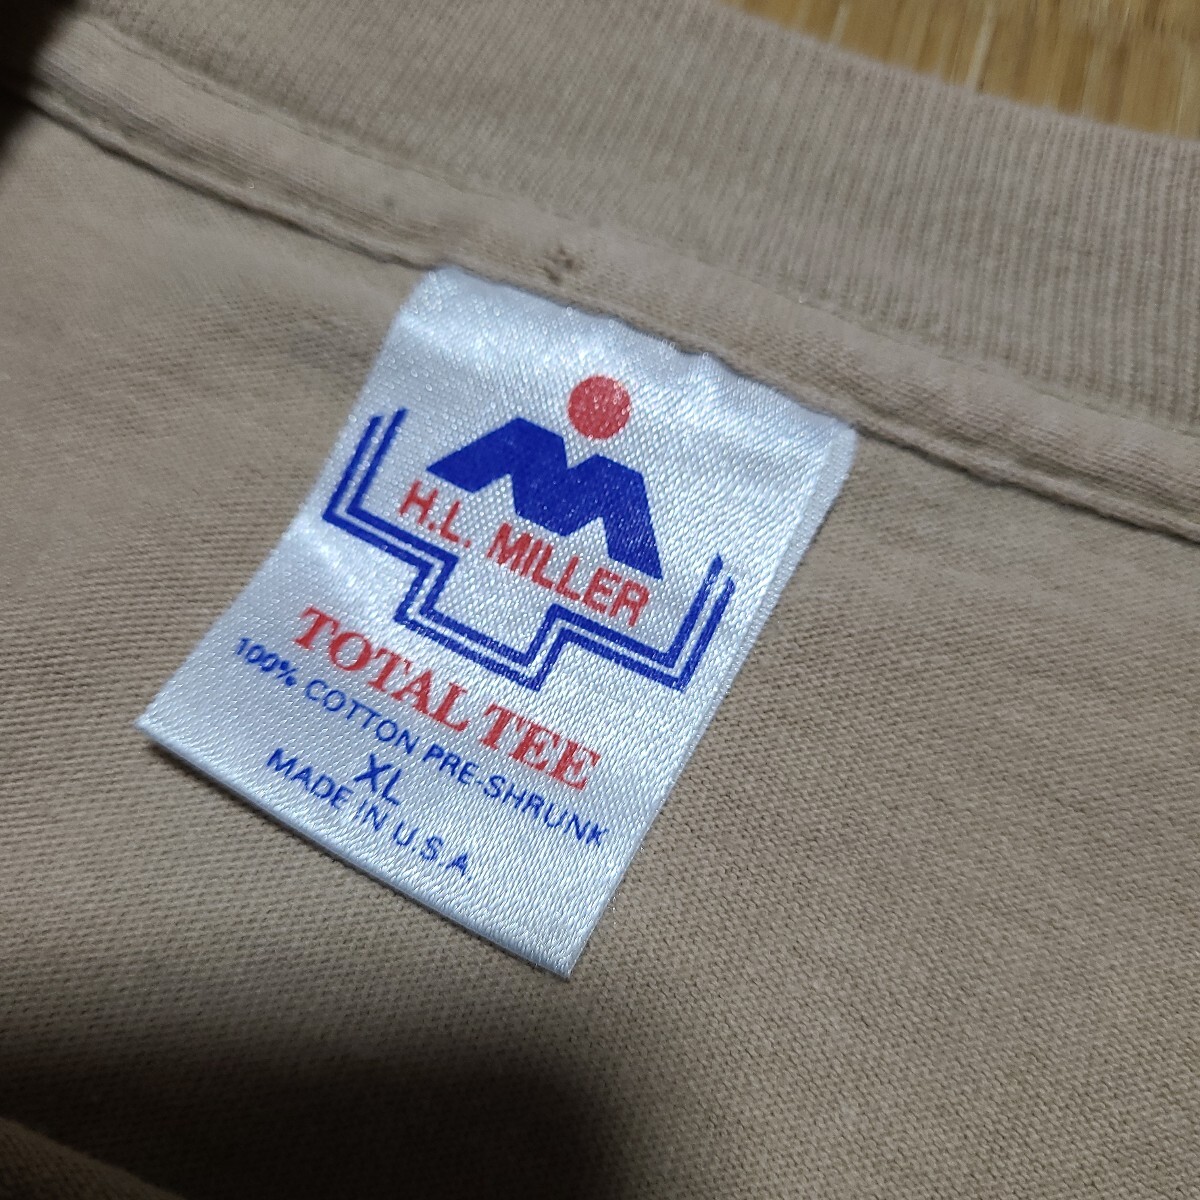 H.L. MILLER
TOTAL TEE
100% COTTON PRE-SHRUNK
XL
MADE IN U.S.A.